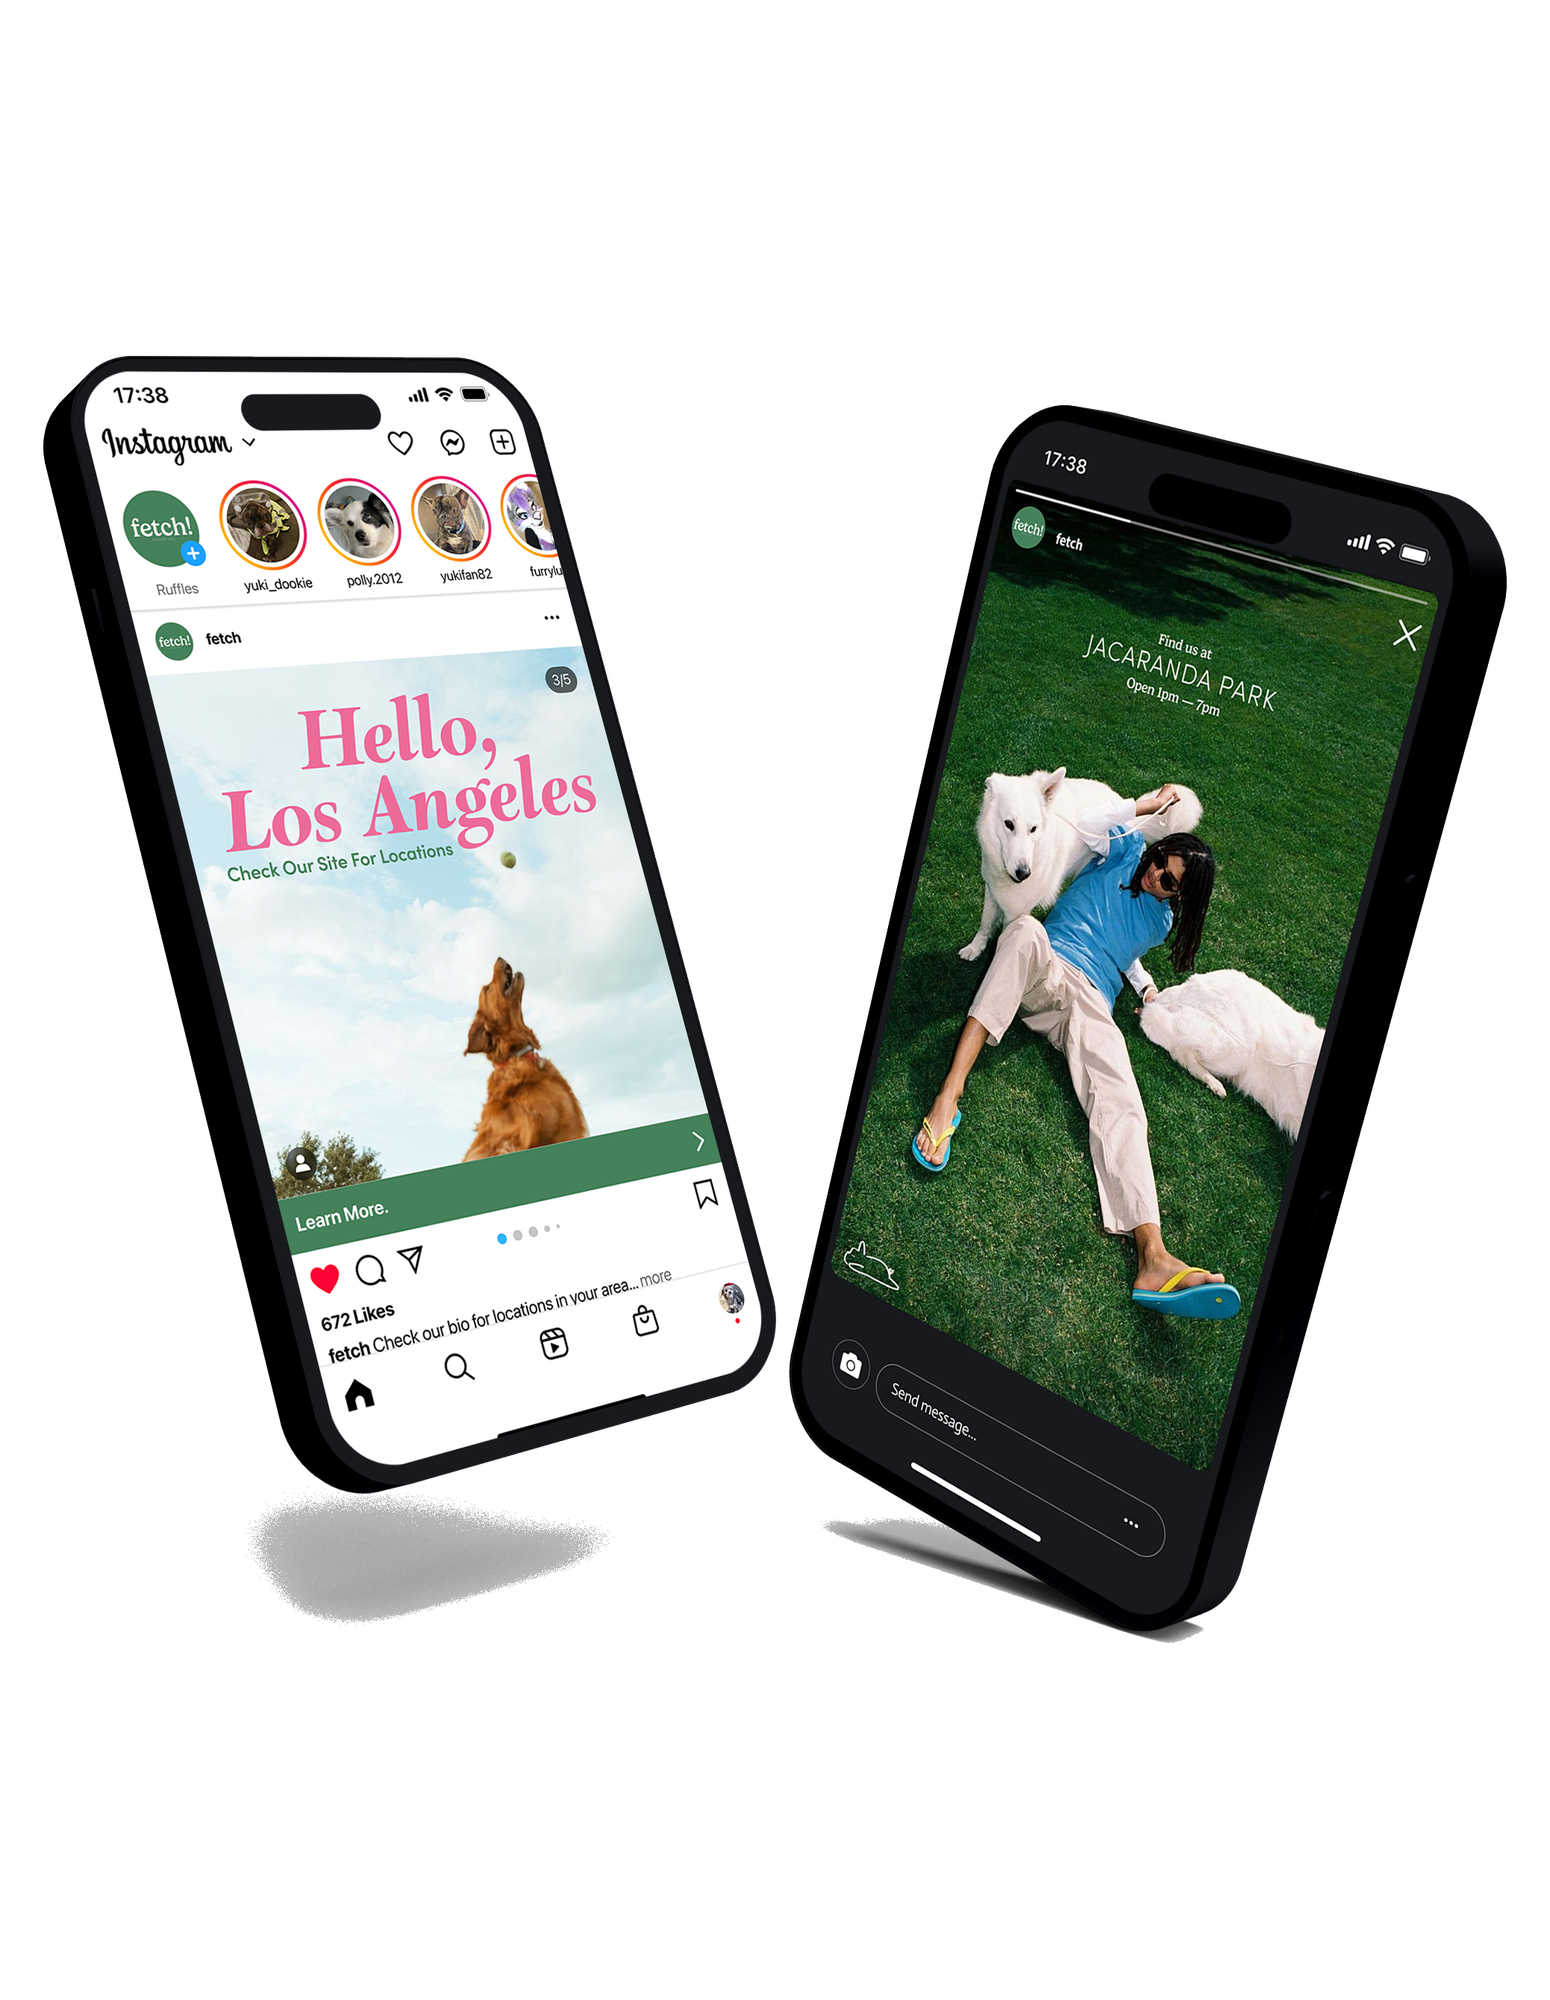 17:38
Instagram
fetch!
Ruffles
yuki_dookie
polly.2012
yukifan82
furrylu
fetch!
fetch
3/5
Hello,
Los Angeles
Check Our Site For Locations
Learn More.
672 Likes
fetch Check our bio for locations in your area... more
17:38
fetch!
fetch
Find us at
JACARANDA PARK
Open 1pm — 7pm
Send message...